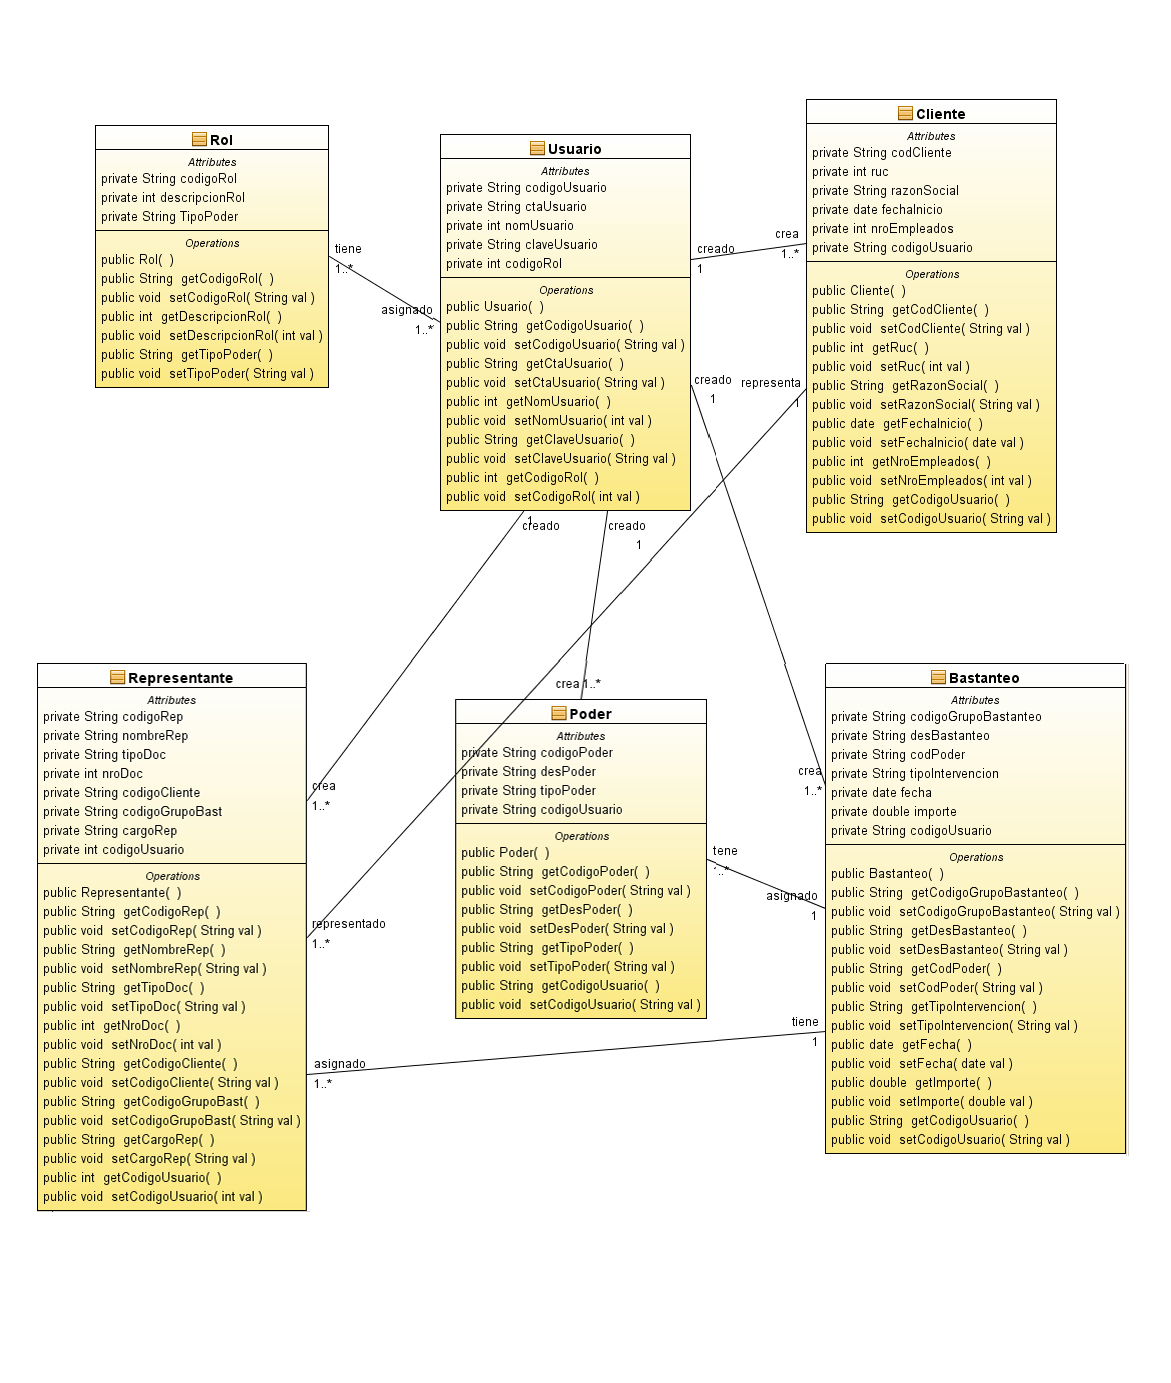 Rol
Attributes
private String codigoRol
private int descripcionRol
private String TipoPoder
Operations
public Rol( )
public String getCodigoRol( )
public void setCodigoRol( String val )
public int getDescripcionRol( )
public void setDescripcionRol( int val )
public String getTipoPoder( )
public void setTipoPoder( String val )
tiene
1..*
asignado
1..*
Usuario
Attributes
private String codigoUsuario
private String ctaUsuario
private int nomUsuario
private String claveUsuario
private int codigoRol
Operations
public Usuario( )
public String getCodigoUsuario( )
public void setCodigoUsuario( String val )
public String getCtaUsuario( )
public void setCtaUsuario( String val )
public int getNomUsuario( )
public void setNomUsuario( int val )
public String getClaveUsuario( )
public void setClaveUsuario( String val )
public int getCodigoRol( )
public void setCodigoRol( int val )
creado
1
crea
1..*
Cliente
Attributes
private String codCliente
private int ruc
private String razonSocial
private date fechaInicio
private int nroEmpleados
private String codigoUsuario
Operations
public Cliente( )
public String getCodCliente( )
public void setCodCliente( String val )
public int getRuc( )
public void setRuc( int val )
public String getRazonSocial( )
public void setRazonSocial( String val )
public date getFechaInicio( )
public void setFechaInicio( date val )
public int getNroEmpleados( )
public void setNroEmpleados( int val )
public String getCodigoUsuario( )
public void setCodigoUsuario( String val )
creado
1
representa
1
1
creado
creado
1
Representante
Attributes
private String codigoRep
private String nombreRep
private String tipoDoc
private int nroDoc
private String codigoCliente
private String codigoGrupoBast
private String cargoRep
private int codigoUsuario
Operations
public Representante( )
public String getCodigoRep( )
public void setCodigoRep( String val )
public String getNombreRep( )
public void setNombreRep( String val )
public String getTipoDoc( )
public void setTipoDoc( String val )
public int getNroDoc( )
public void setNroDoc( int val )
public String getCodigoCliente( )
public void setCodigoCliente( String val )
public String getCodigoGrupoBast( )
public void setCodigoGrupoBast( String val )
public String getCargoRep( )
public void setCargoRep( String val )
public int getCodigoUsuario( )
public void setCodigoUsuario( int val )
crea
1..*
representado
1..*
asignado
1..*
crea 1..*
Poder
Attributes
private String codigoPoder
private String desPoder
private String tipoPoder
private String codigoUsuario
Operations
public Poder( )
public String getCodigoPoder( )
public void setCodigoPoder( String val )
public String getDesPoder( )
public void setDesPoder( String val )
public String getTipoPoder( )
public void setTipoPoder( String val )
public String getCodigoUsuario( )
public void setCodigoUsuario( String val )
tene
1..*
crea
1..*
asignado
1
tiene
1
Bastanteo
Attributes
private String codigoGrupoBastanteo
private String desBastanteo
private String codPoder
private String tipoIntervencion
private date fecha
private double importe
private String codigoUsuario
Operations
public Bastanteo( )
public String getCodigoGrupoBastanteo( )
public void setCodigoGrupoBastanteo( String val )
public String getDesBastanteo( )
public void setDesBastanteo( String val )
public String getCodPoder( )
public void setCodPoder( String val )
public String getTipoIntervencion( )
public void setTipoIntervencion( String val )
public date getFecha( )
public void setFecha( date val )
public double getImporte( )
public void setImporte( double val )
public String getCodigoUsuario( )
public void setCodigoUsuario( String val )